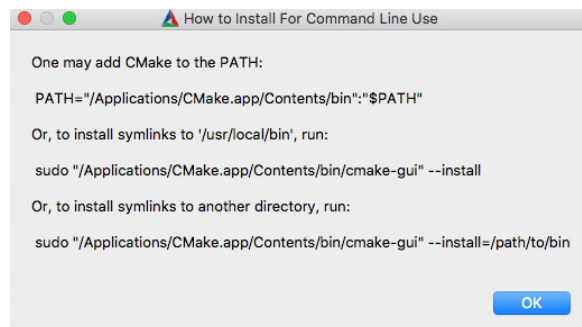 How to Install For Command Line Use
One may add CMake to the PATH:
PATH="/Applications/CMake.app/Contents/bin":"$PATH"
Or, to install symlinks to '/usr/local/bin', run:
sudo "/Applications/CMake.app/Contents/bin/cmake-gui" --install
Or, to install symlinks to another directory, run:
sudo "/Applications/CMake.app/Contents/bin/cmake-gui" --install=/path/to/bin
OK